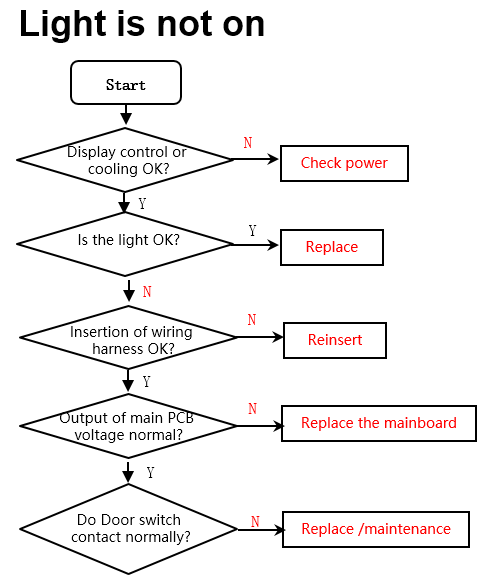 Light is not on
Start
Display control or
cooling OK?
N
Check power
Y
Is the light OK?
Y
Replace
N
Insertion of wiring
harness OK?
N
Reinsert
Y
Output of main PCB
voltage normal?
N
Replace the mainboard
Y
Do Door switch
contact normally?
N
Replace /maintenance